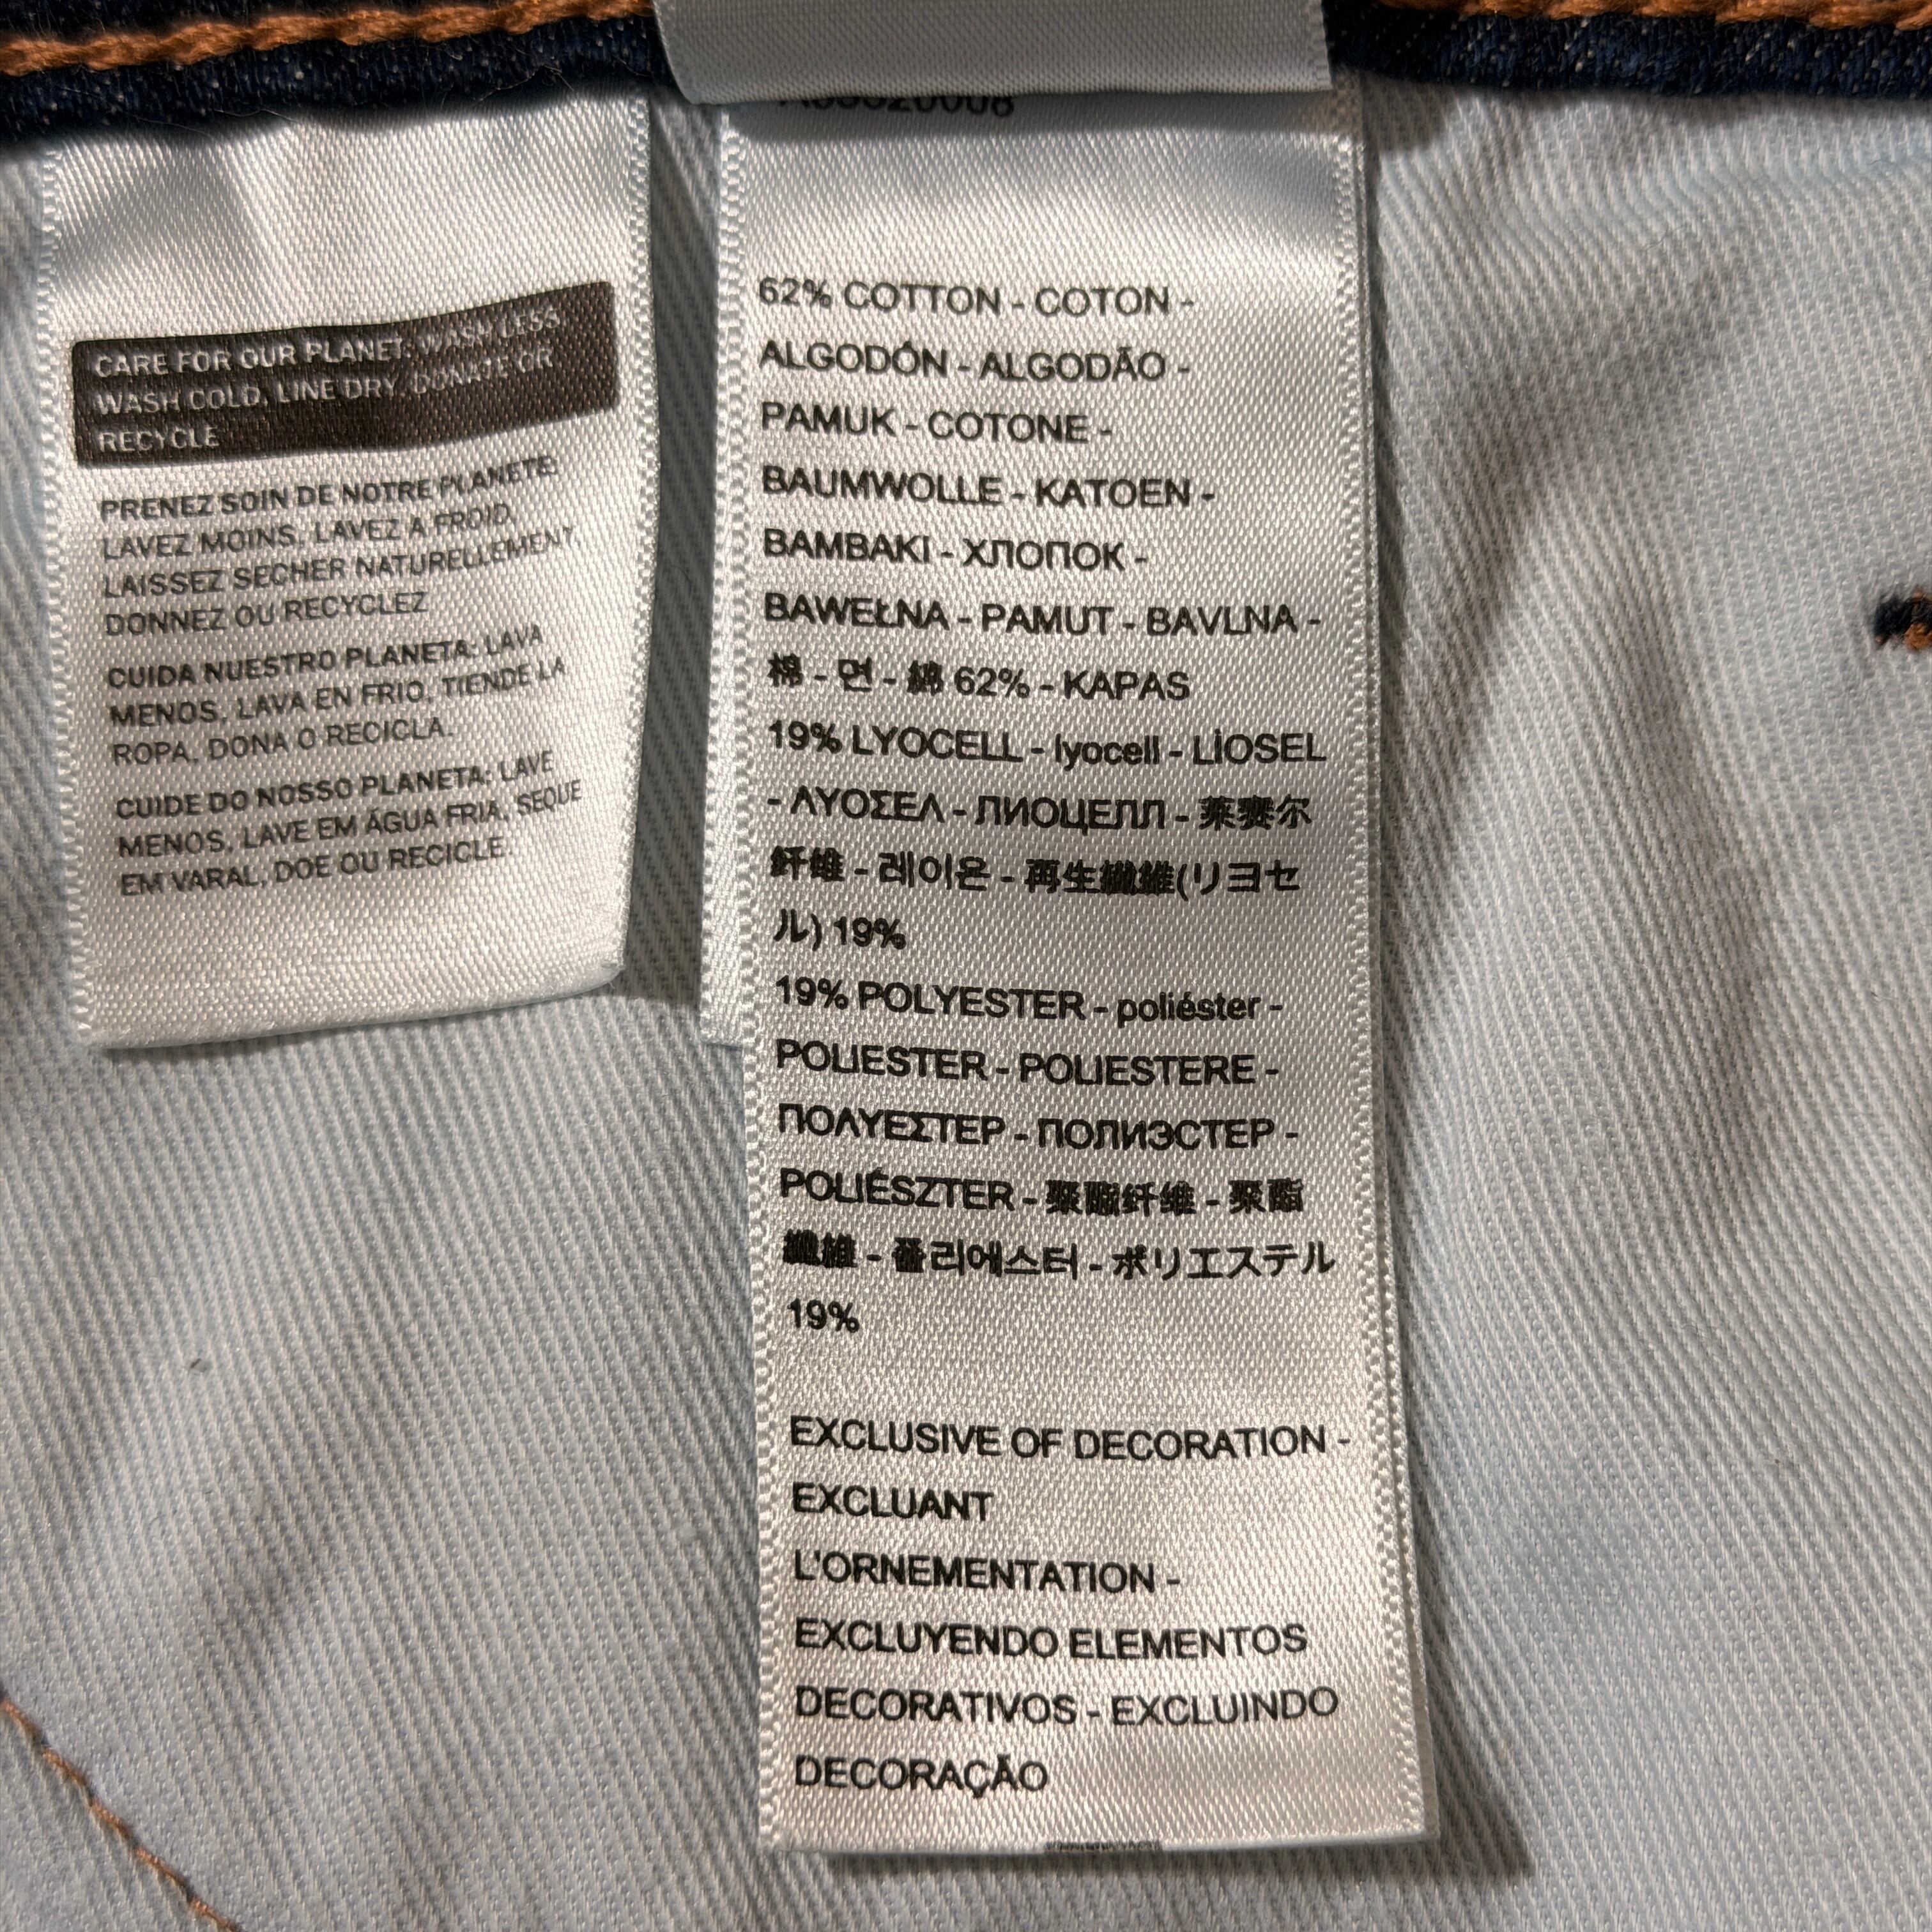 CARE FOR OUR PLANET: WASH LESS
WASH COLD, LINE DRY, DONATE OR
RECYCLE
PRENEZ SOIN DE NOTRE PLANETE:
LAVEZ MOINS, LAVEZ A FROID,
LAISSEZ SECHER NATURELLEMENT,
DONNEZ OU RECYCLEZ
CUIDA NUESTRO PLANETA: LAVA
MENOS, LAVA EN FRIO, TIENDE LA
ROPA, DONA O RECICLA.
CUIDE DO NOSSO PLANETA: LAVE
MENOS, LAVE EM ÁGUA FRIA, SEQUE
EM VARAL, DOE OU RECICLE.
62% COTTON - COTON -
ALGODÓN - ALGODÃO -
PAMUK - COTONE -
BAUMWOLLE - KATOEN -
BAMBAKI - ХЛОПОК -
BAWEŁNA - PAMUT - BAVLNA -
棉 - 면 - 綿 62% - KAPAS
19% LYOCELL - lyocell - LİOSEL
- ΛΥΟΣΕΛ - ЛИОЦЕЛЛ - 莱赛尔
纤维 - 레이온 - 再生繊維(リヨセ
ル) 19%
19% POLYESTER - poliéster -
POLIESTER - POLIESTERE -
ΠΟΛΥΕΣΤΕΡ - ПОЛИЭСТЕР -
POLIÉSZTER - 聚酯纤维 - 聚酯
纖維 - 폴리에스터 - ポリエステル
19%
EXCLUSIVE OF DECORATION -
EXCLUANT
L'ORNEMENTATION -
EXCLUYENDO ELEMENTOS
DECORATIVOS - EXCLUINDO
DECORAÇÃO